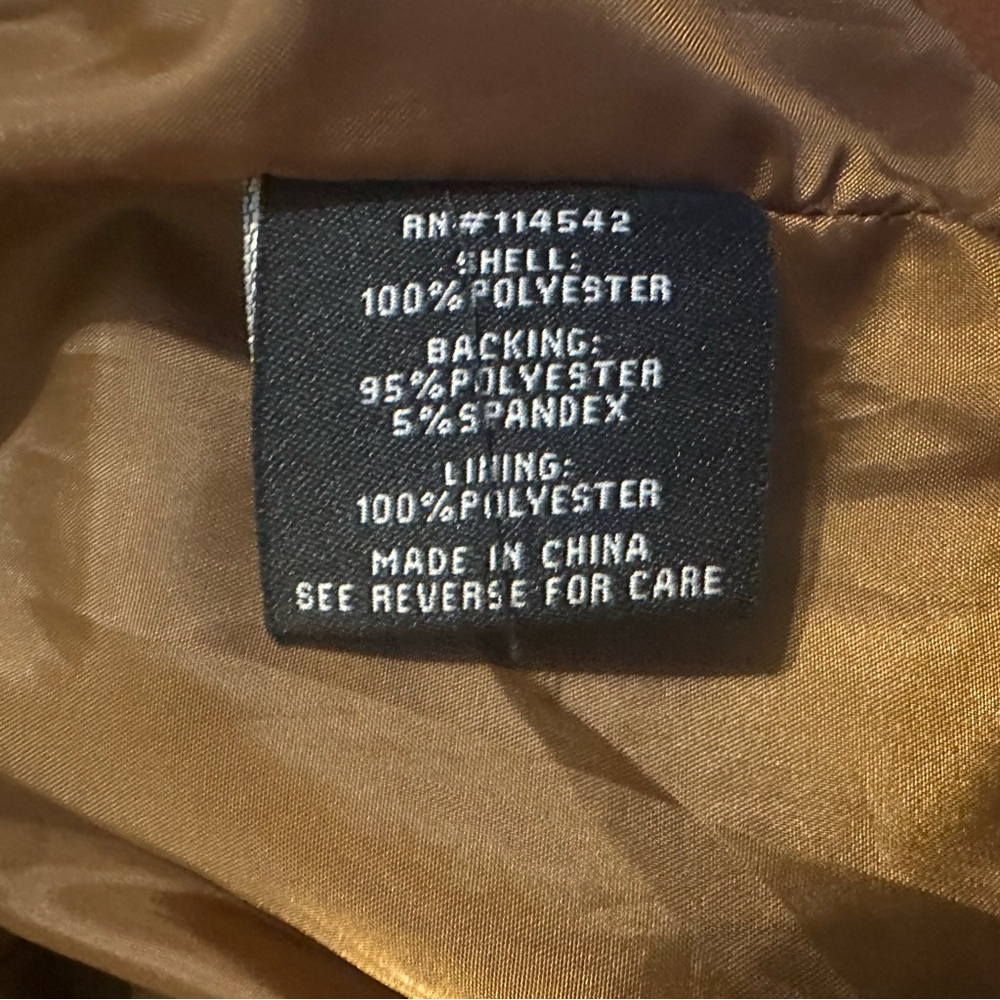 RN#114542
SHELL:
100%POLYESTER
BACKING:
95%POLYESTER
5%SPANDEX
LINING:
100%POLYESTER
MADE IN CHINA
SEE REVERSE FOR CARE